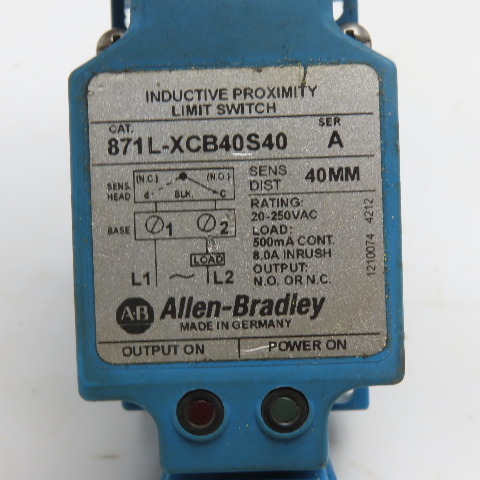 INDUCTIVE PROXIMITY
LIMIT SWITCH
CAT. SER
871L-XCB40S40 A
(N.C.) (N.O.)
SENS. HEAD
d BLK. c
SENS. DIST. 40MM
BASE 1 2
LOAD
L1 ~ L2
RATING:
20-250VAC
LOAD:
500mA CONT.
8.0A INRUSH
OUTPUT:
N.O. OR N.C.
1210074 4212
A·B Allen-Bradley
MADE IN GERMANY
OUTPUT ON POWER ON